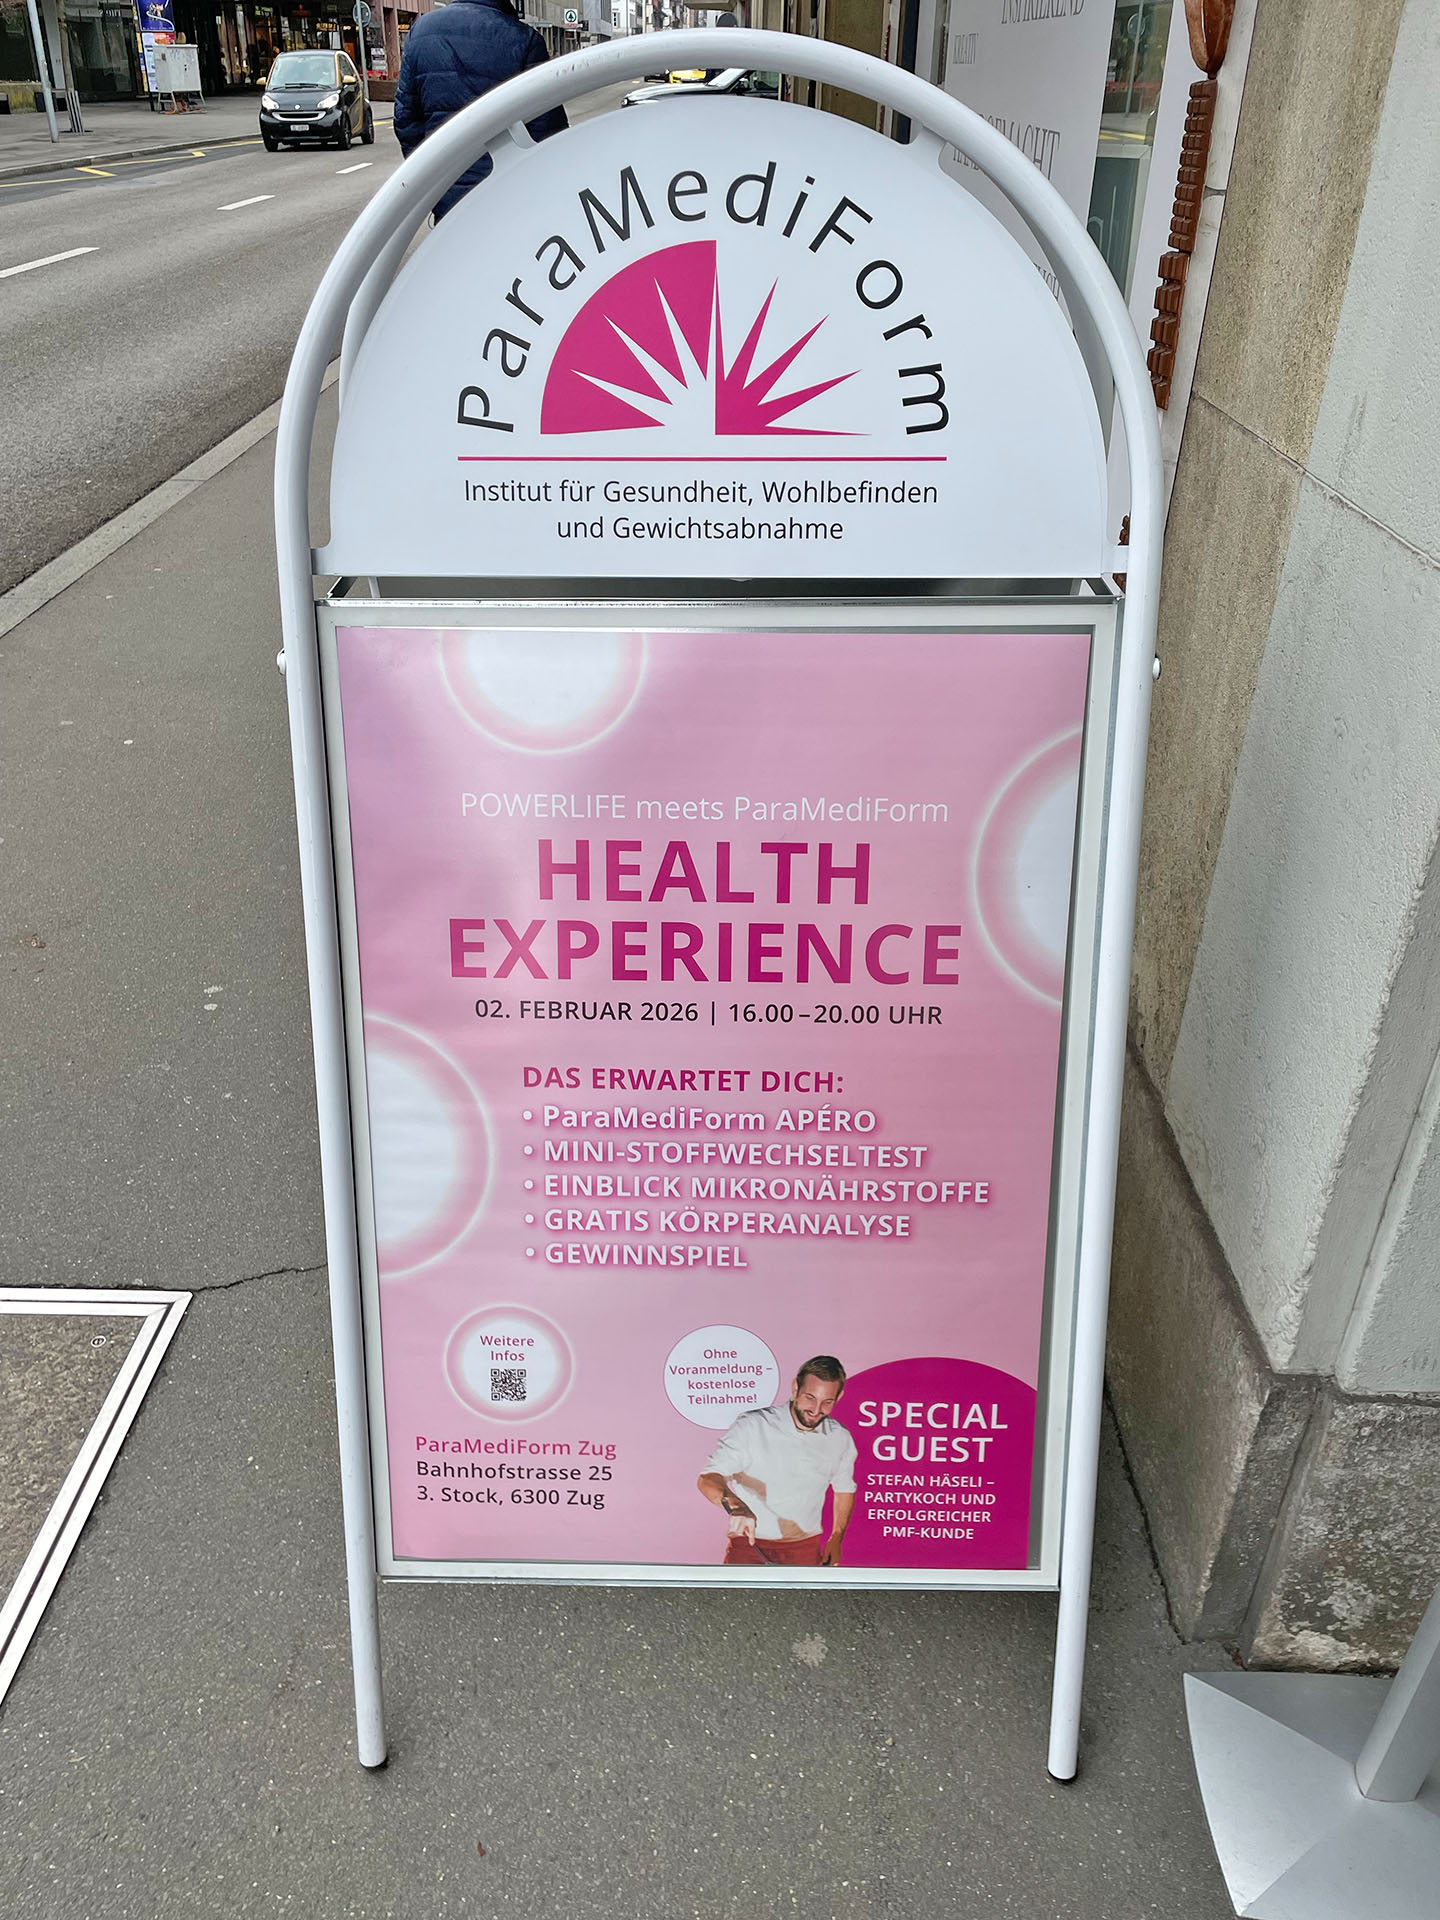 ParaMediForm
Institut für Gesundheit, Wohlbefinden
und Gewichtsabnahme
POWERLIFE meets ParaMediForm
HEALTH
EXPERIENCE
02. FEBRUAR 2026 | 16.00–20.00 UHR
DAS ERWARTET DICH:
• ParaMediForm APÉRO
• MINI-STOFFWECHSELTEST
• EINBLICK MIKRONÄHRSTOFFE
• GRATIS KÖRPERANALYSE
• GEWINNSPIEL
Weitere
Infos
ParaMediForm Zug
Bahnhofstrasse 25
3. Stock, 6300 Zug
Ohne
Voranmeldung –
kostenlose
Teilnahme!
SPECIAL
GUEST
STEFAN HÄSELI –
PARTYKOCH UND
ERFOLGREICHER
PMF-KUNDE
INSPIRIEREND
KREATIV